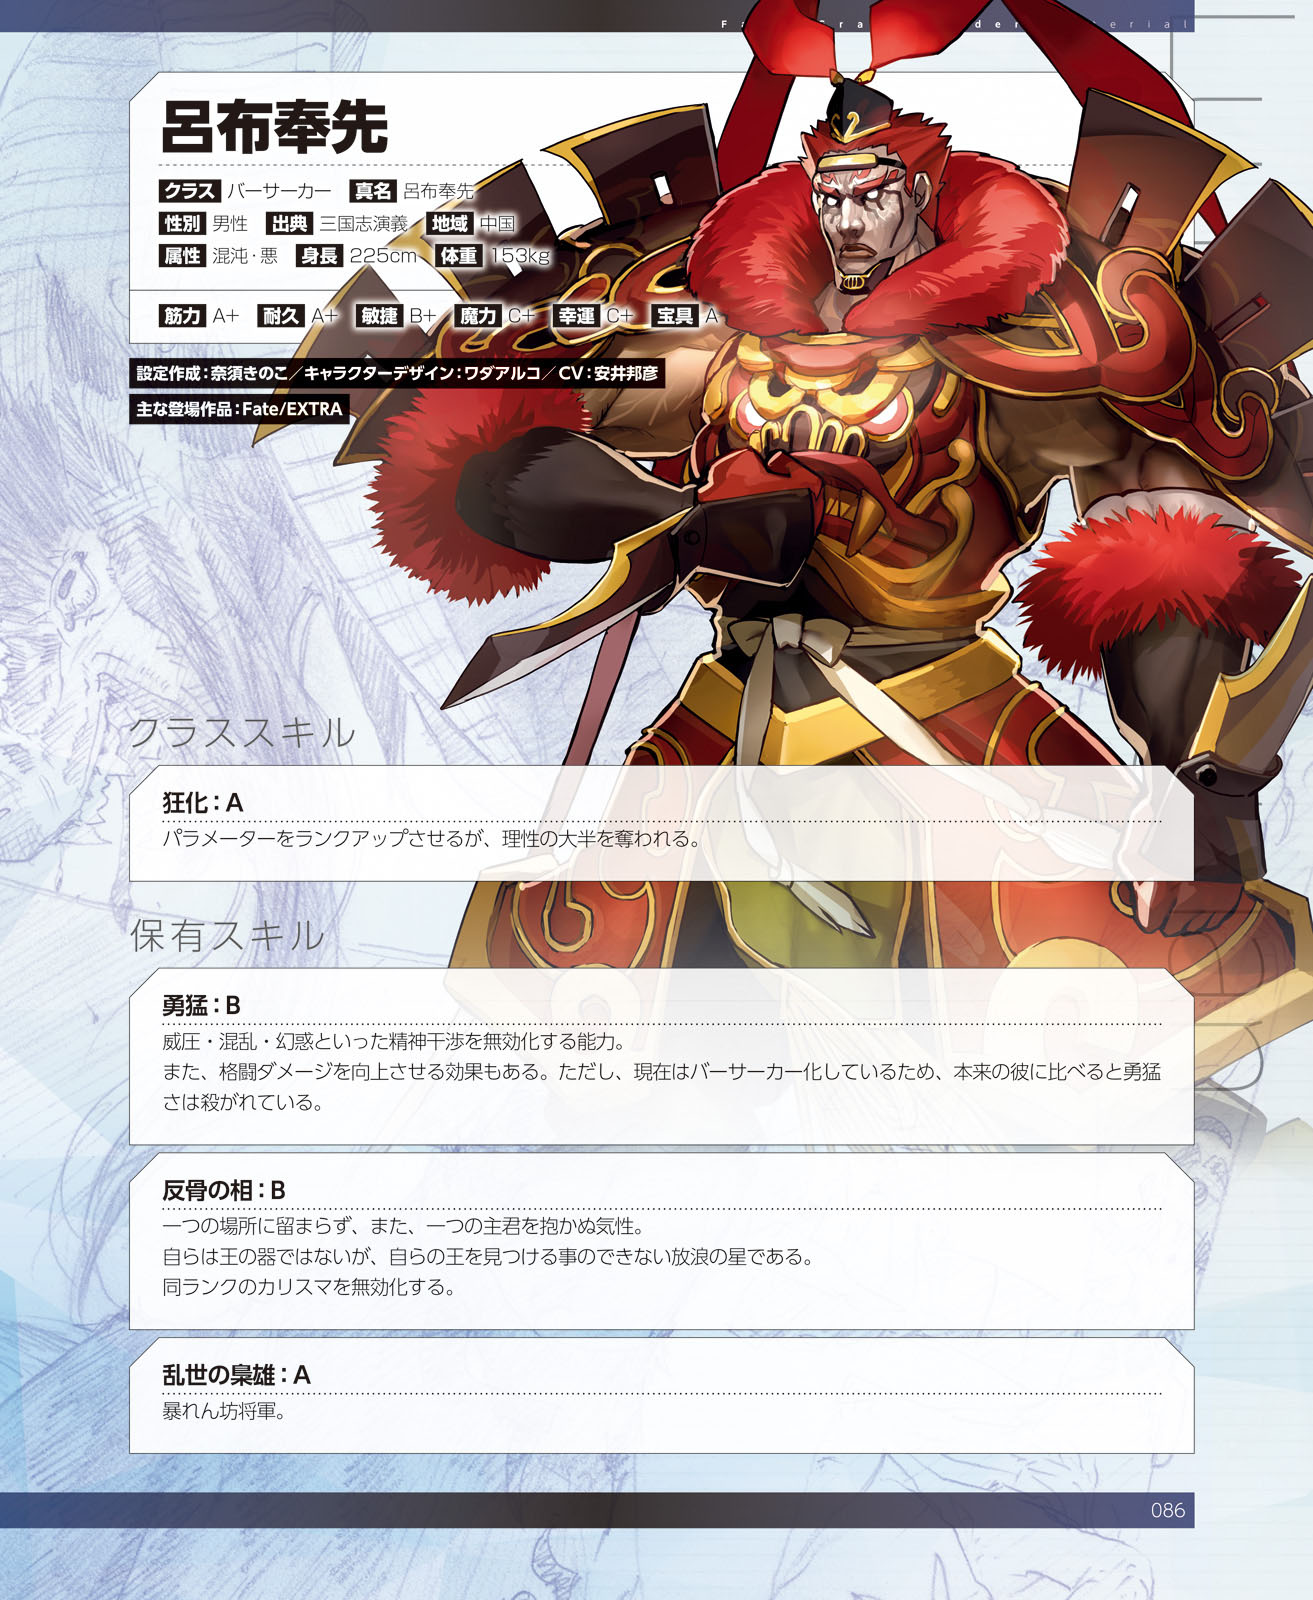 呂布奉先
クラス バーサーカー 真名 呂布奉先
性別 男性 出典 三国志演義 地域 中国
属性 混沌・悪 身長 225cm 体重 153kg
筋力 A+ 耐久 A+ 敏捷 B+ 魔力 C+ 幸運 C+ 宝具 A
設定作成：奈須きのこ／キャラクターデザイン：ワダアルコ／CV：安井邦彦
主な登場作品：Fate/EXTRA
クラススキル
狂化：A
パラメーターをランクアップさせるが、理性の大半を奪われる。
保有スキル
勇猛：B
威圧・混乱・幻惑といった精神干渉を無効化する能力。
また、格闘ダメージを向上させる効果もある。ただし、現在はバーサーカー化しているため、本来の彼に比べると勇猛
さは殺がれている。
反骨の相：B
一つの場所に留まらず、また、一つの主君を抱かぬ気性。
自らは王の器ではないが、自らの王を見つける事のできない放浪の星である。
同ランクのカリスマを無効化する。
乱世の梟雄：A
暴れん坊将軍。
086